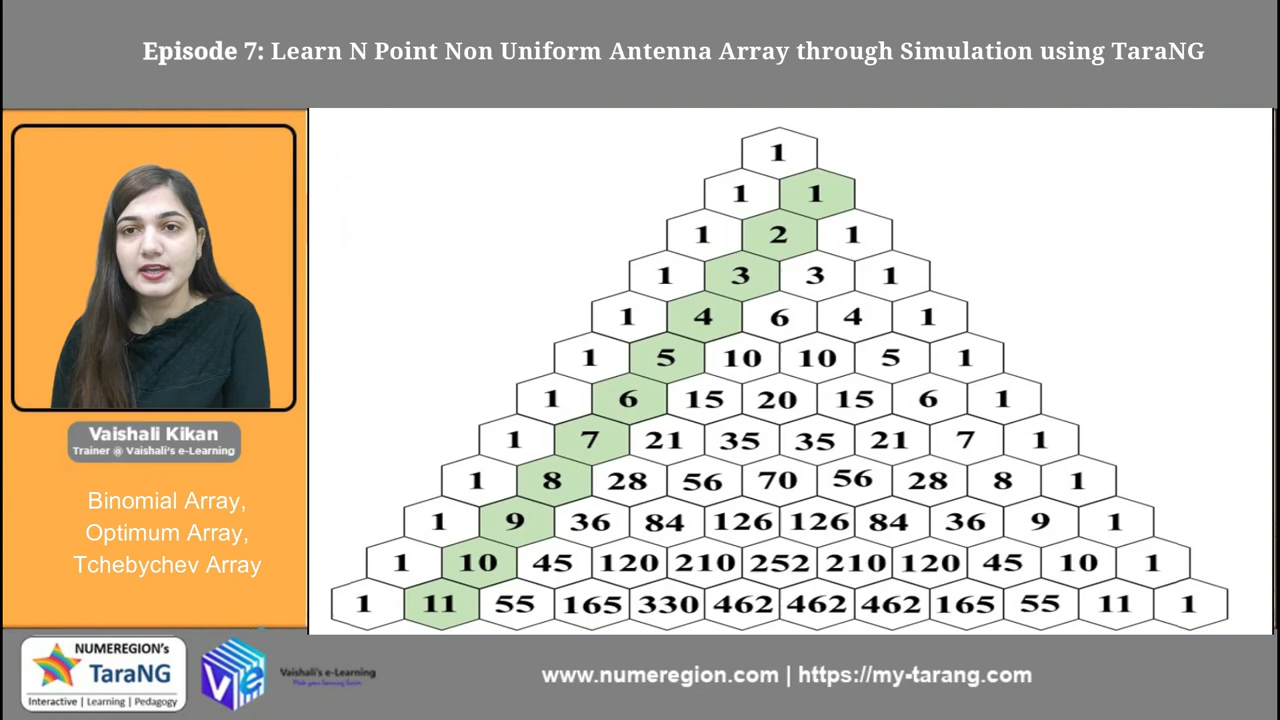 Episode 7: Learn N Point Non Uniform Antenna Array through Simulation using TaraNG
1
1 1
1 2 1
1 3 3 1
1 4 6 4 1
1 5 10 10 5 1
1 6 15 20 15 6 1
1 7 21 35 35 21 7 1
1 8 28 56 70 56 28 8 1
1 9 36 84 126 126 84 36 9 1
1 10 45 120 210 252 210 120 45 10 1
1 11 55 165 330 462 462 462 165 55 11 1
Vaishali Kikan
Trainer @ Vaishali's e-Learning
Binomial Array,
Optimum Array,
Tchebychev Array
NUMEREGION's
TaraNG
Interactive | Learning | Pedagogy
Vaishali's e-Learning
www.numeregion.com | https://my-tarang.com